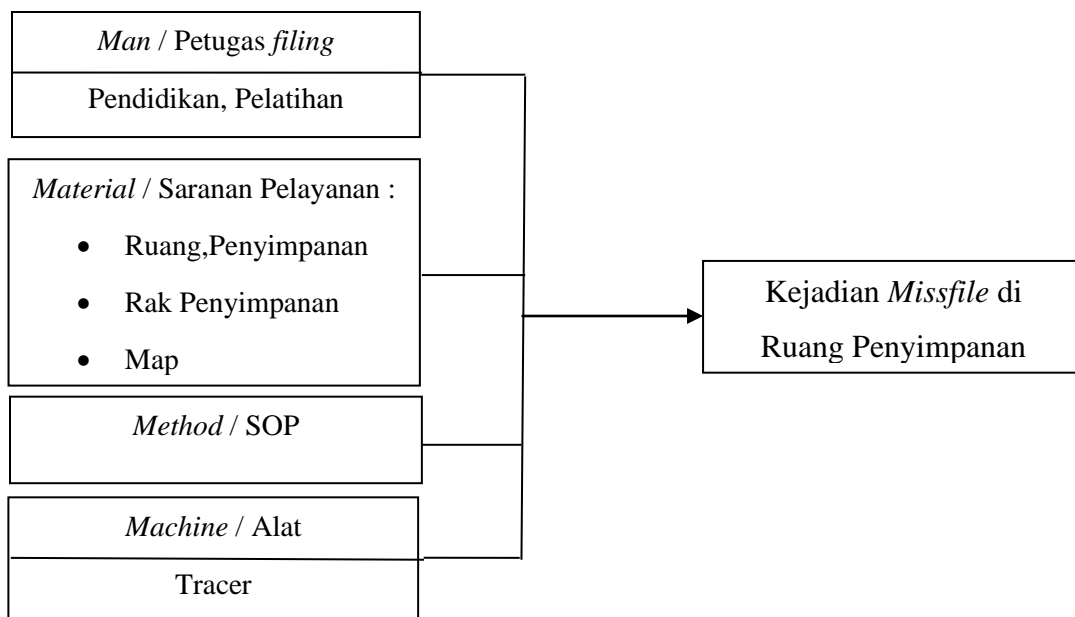 Man / Petugas filing
Pendidikan, Pelatihan
Material / Saranan Pelayanan :
• Ruang,Penyimpanan
• Rak Penyimpanan
• Map
Method / SOP
Machine / Alat
Tracer
Kejadian Missfile di
Ruang Penyimpanan